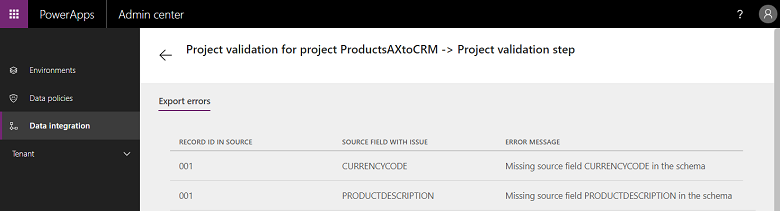 PowerApps Admin center ?
Project validation for project ProductsAXtoCRM -> Project validation step
Environments
Data policies
Data integration
Tenant
Export errors
RECORD ID IN SOURCE SOURCE FIELD WITH ISSUE ERROR MESSAGE
001 CURRENCYCODE Missing source field CURRENCYCODE in the schema
001 PRODUCTDESCRIPTION Missing source field PRODUCTDESCRIPTION in the schema